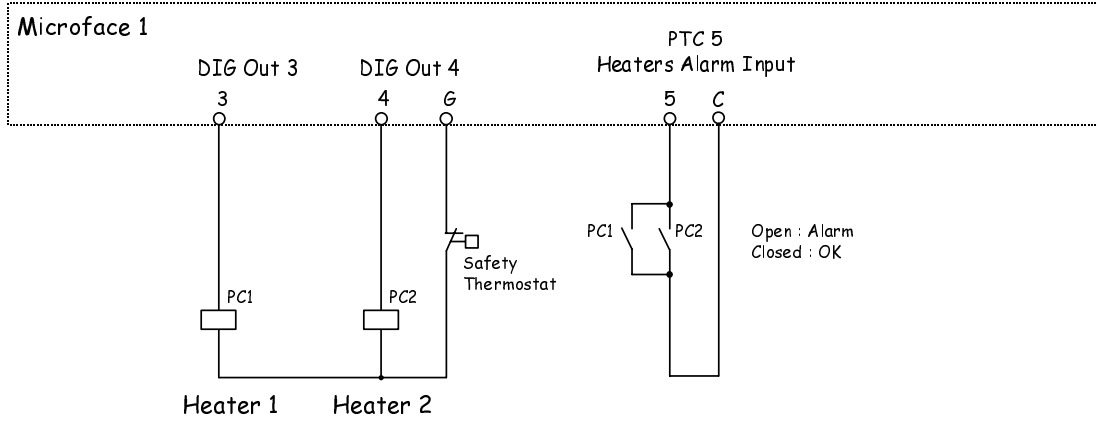 Microface 1
DIG Out 3
DIG Out 4
PTC 5
Heaters Alarm Input
3
4
G
5
C
PC1
PC2
Open : Alarm
Closed : OK
Safety
Thermostat
PC1
PC2
Heater 1
Heater 2